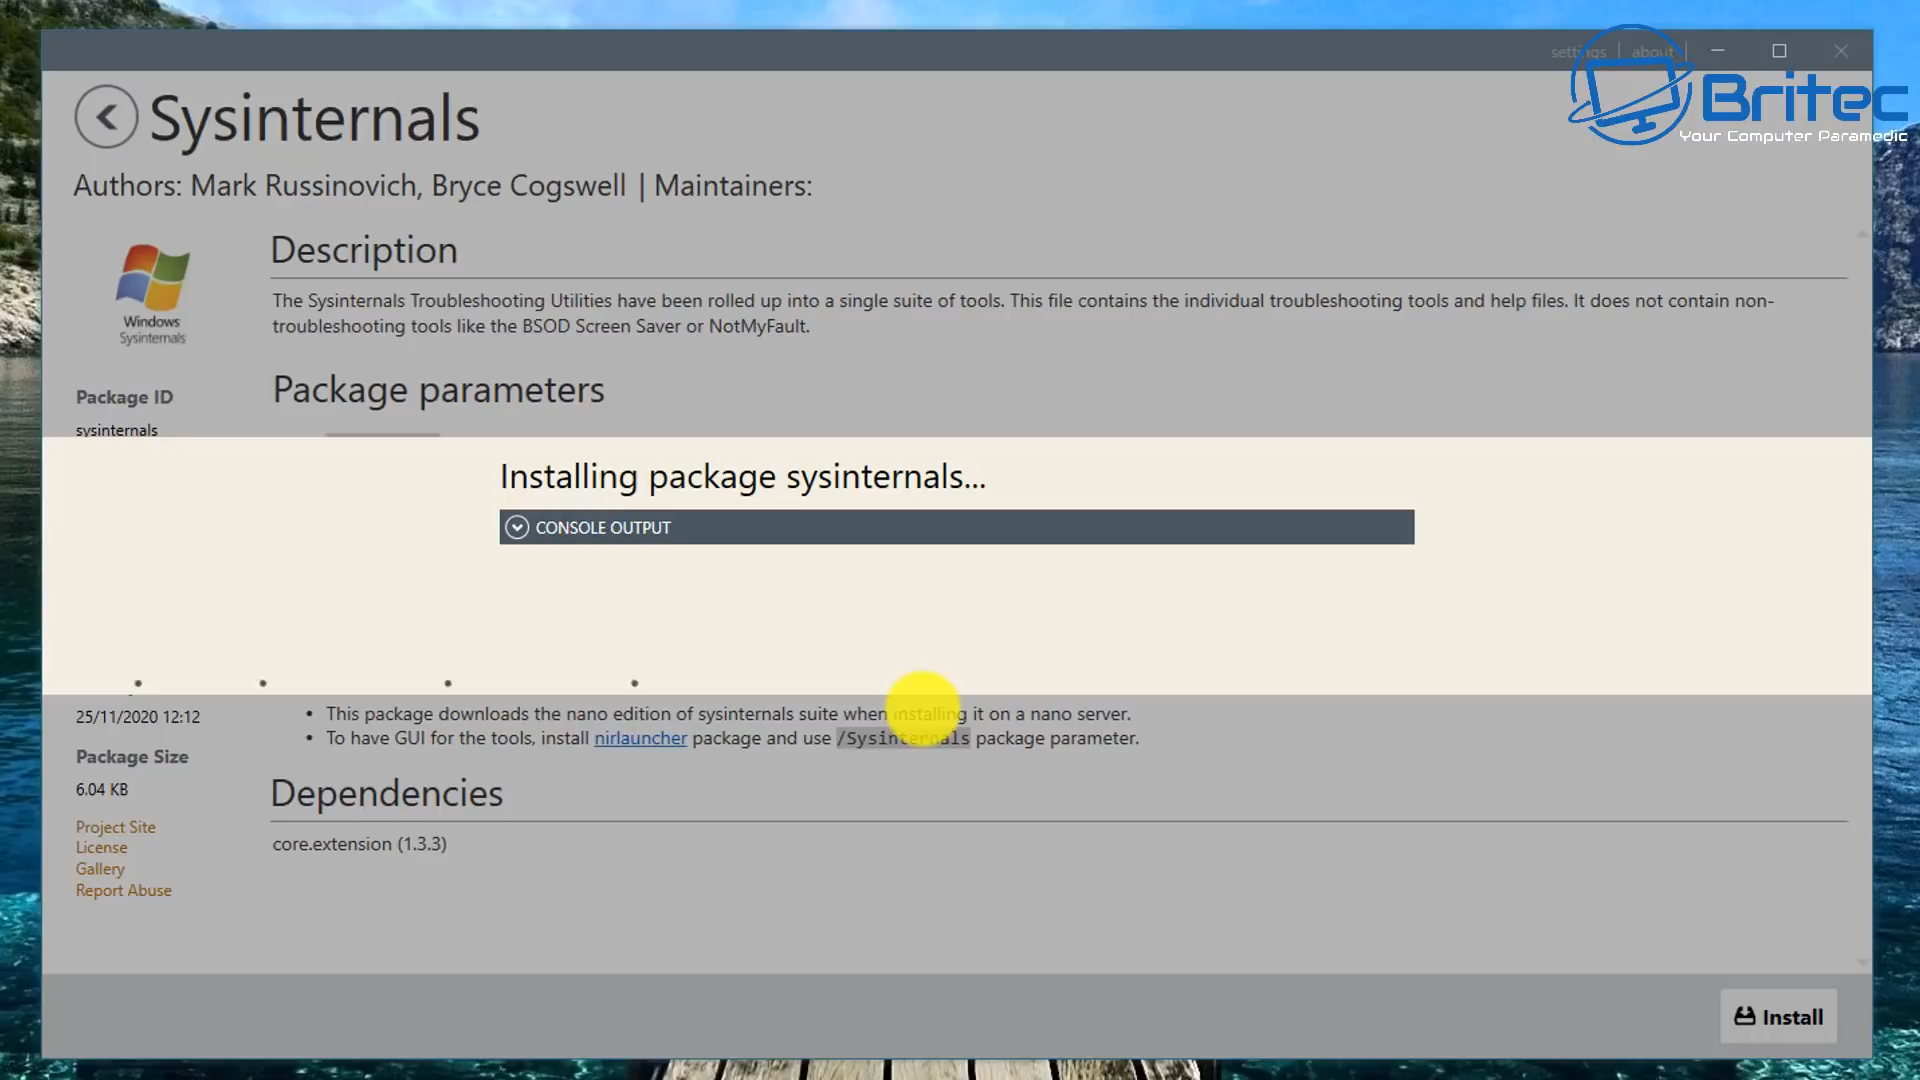 settings | about
Britec
Your Computer Paramedic
Sysinternals
Authors: Mark Russinovich, Bryce Cogswell | Maintainers:
Windows
Sysinternals
Description
The Sysinternals Troubleshooting Utilities have been rolled up into a single suite of tools. This file contains the individual troubleshooting tools and help files. It does not contain non-
troubleshooting tools like the BSOD Screen Saver or NotMyFault.
Package parameters
Package ID
sysinternals
Installing package sysinternals...
CONSOLE OUTPUT
25/11/2020 12:12
• This package downloads the nano edition of sysinternals suite when installing it on a nano server.
• To have GUI for the tools, install nirlauncher package and use /Sysinternals package parameter.
Package Size
6.04 KB
Dependencies
core.extension (1.3.3)
Project Site
License
Gallery
Report Abuse
Install